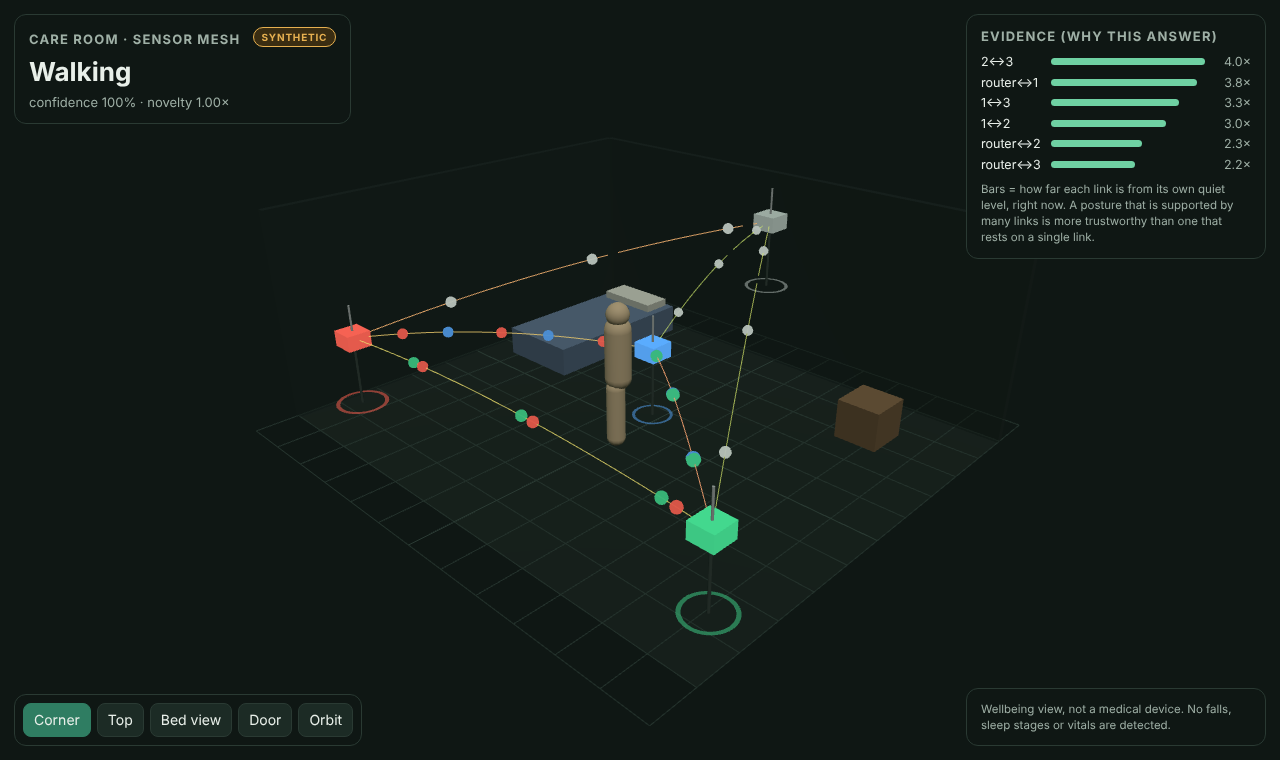 CARE ROOM · SENSOR MESH SYNTHETIC
Walking
confidence 100% · novelty 1.00×
EVIDENCE (WHY THIS ANSWER)
2↔3 4.0×
router↔1 3.8×
1↔3 3.3×
1↔2 3.0×
router↔2 2.3×
router↔3 2.2×
Bars = how far each link is from its own quiet
level, right now. A posture that is supported by
many links is more trustworthy than one that
rests on a single link.
Corner Top Bed view Door Orbit
Wellbeing view, not a medical device. No falls,
sleep stages or vitals are detected.